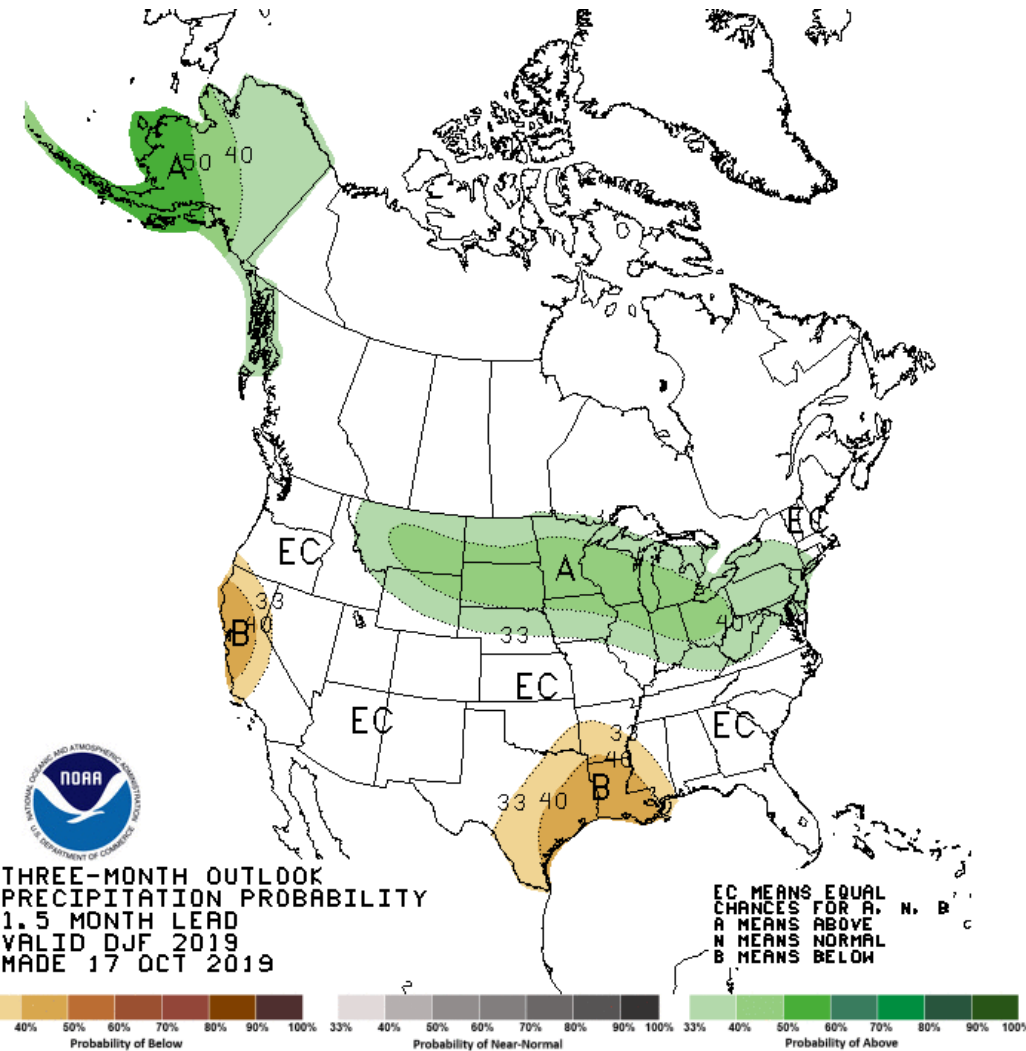 A 50 40
33
EC
EC
A
33
B 40
40
33
EC
EC
EC
33
40
B
33 40
NATIONAL OCEANIC AND ATMOSPHERIC ADMINISTRATION
NOAA
U.S. DEPARTMENT OF COMMERCE
THREE-MONTH OUTLOOK
PRECIPITATION PROBABILITY
1.5 MONTH LEAD
VALID DJF 2019
MADE 17 OCT 2019
EC MEANS EQUAL
CHANCES FOR A, N, B
A MEANS ABOVE
N MEANS NORMAL
B MEANS BELOW
40% 50% 60% 70% 80% 90% 100%
Probability of Below
33% 40% 50% 60% 70% 80% 90% 100%
Probability of Near-Normal
33% 40% 50% 60% 70% 80% 90% 100%
Probability of Above